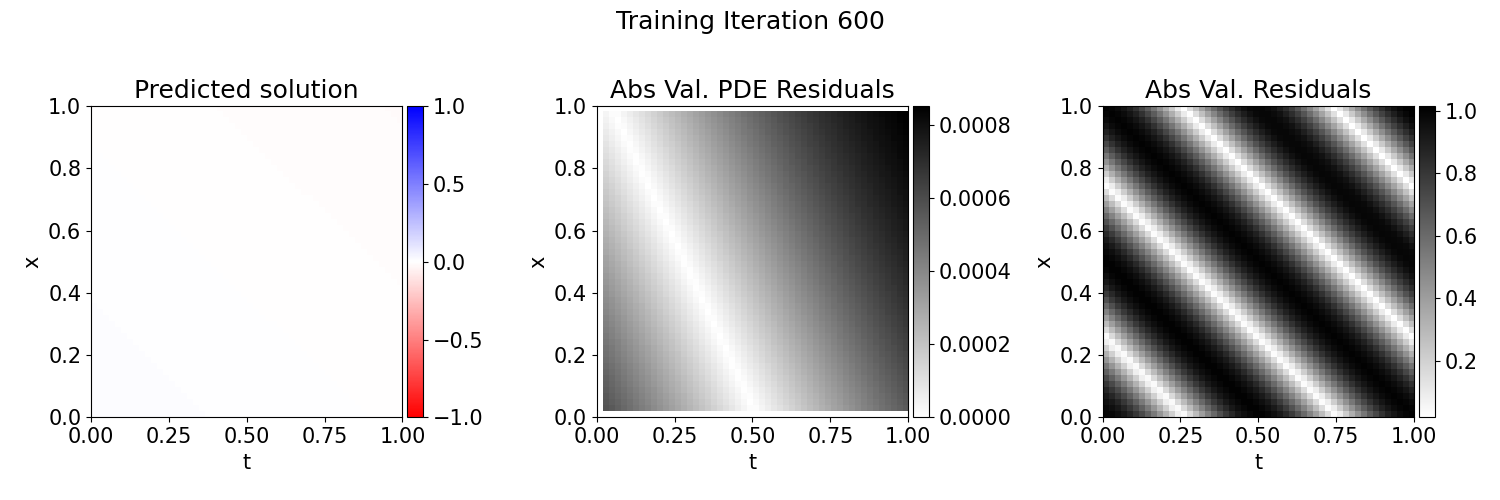 Training Iteration 600
Predicted solution
1.0
0.8
0.6
0.4
0.2
0.0
x
0.00 0.25 0.50 0.75 1.00
t
1.0
0.5
0.0
−0.5
−1.0
Abs Val. PDE Residuals
1.0
0.8
0.6
0.4
0.2
0.0
x
0.00 0.25 0.50 0.75 1.00
t
0.0008
0.0006
0.0004
0.0002
0.0000
Abs Val. Residuals
1.0
0.8
0.6
0.4
0.2
0.0
x
0.00 0.25 0.50 0.75 1.00
t
1.0
0.8
0.6
0.4
0.2